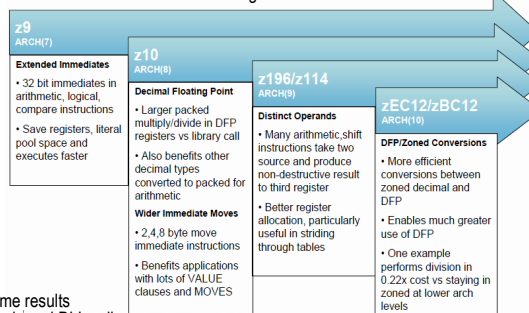 z9
ARCH(7)
Extended Immediates
• 32 bit immediates in
arithmetic, logical,
compare instructions
• Save registers, literal
pool space and
executes faster
z10
ARCH(8)
Decimal Floating Point
• Larger packed
multiply/divide in DFP
registers vs library call
• Also benefits other
decimal types
converted to packed for
arithmetic
Wider Immediate Moves
• 2,4,8 byte move
immediate instructions
• Benefits applications
with lots of VALUE
clauses and MOVES
z196/z114
ARCH(9)
Distinct Operands
• Many arithmetic,shift
instructions take two
source and produce
non-destructive result
to third register
• Better register
allocation, particularly
useful in striding
through tables
zEC12/zBC12
ARCH(10)
DFP/Zoned Conversions
• More efficient
conversions between
zoned decimal and
DFP
• Enables much greater
use of DFP
• One example
performs division in
0.22x cost vs staying in
zoned at lower arch
levels
me results